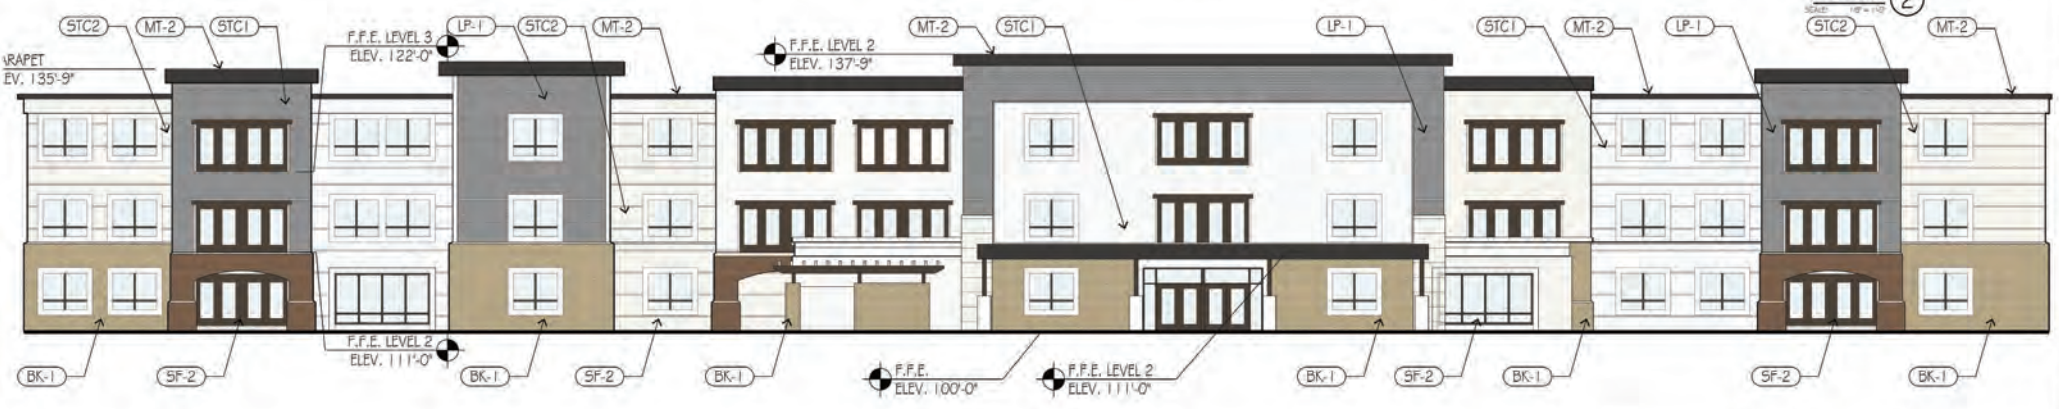 2
STC2
MT-2
STC1
F.F.E. LEVEL 3
ELEV. 122'-0"
LP-1
STC2
MT-2
F.F.E. LEVEL 2
ELEV. 137'-9"
MT-2
STC1
LP-1
STC1
MT-2
LP-1
STC2
MT-2
ARAPET
EV. 135'-9"
F.F.E. LEVEL 2
ELEV. 111'-0"
BK-1
SF-2
BK-1
SF-2
BK-1
F.F.E.
ELEV. 100'-0"
F.F.E. LEVEL 2
ELEV. 111'-0"
BK-1
SF-2
BK-1
SF-2
BK-1